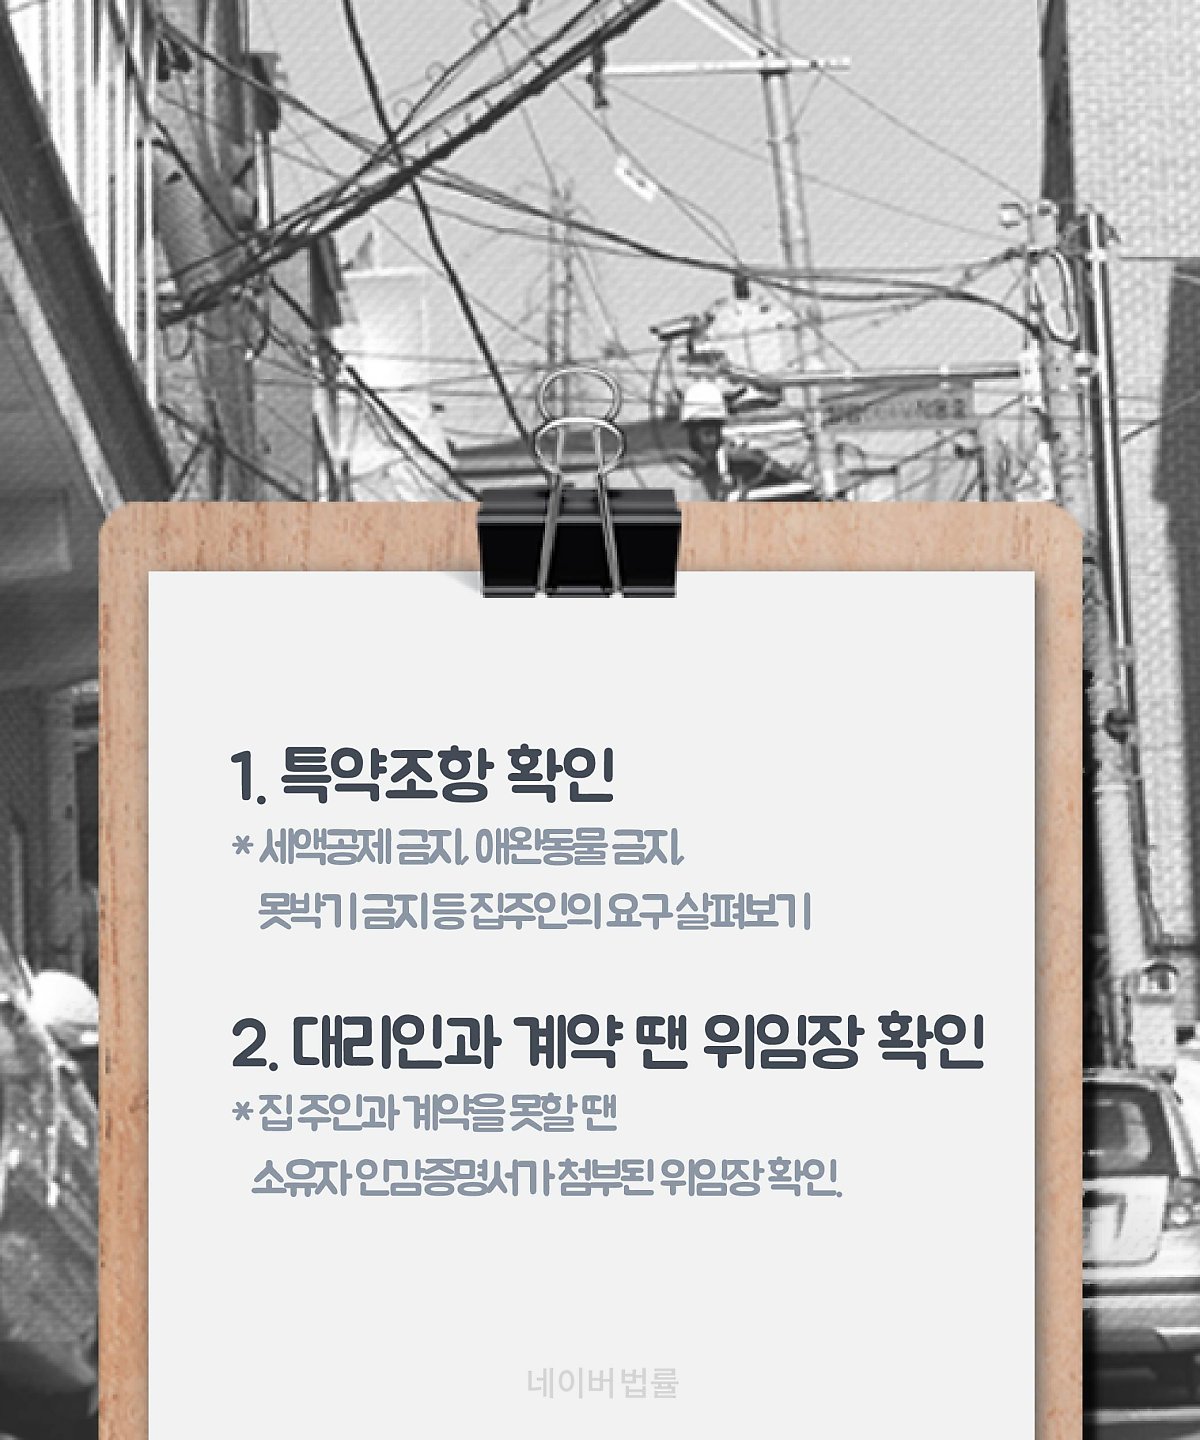 1. 특약조항 확인
* 세액공제 금지, 애완동물 금지,
못박기 금지 등 집주인의 요구 살펴보기
2. 대리인과 계약 땐 위임장 확인
* 집 주인과 계약을 못할 땐
소유자 인감증명서가 첨부된 위임장 확인.
네이버 법률